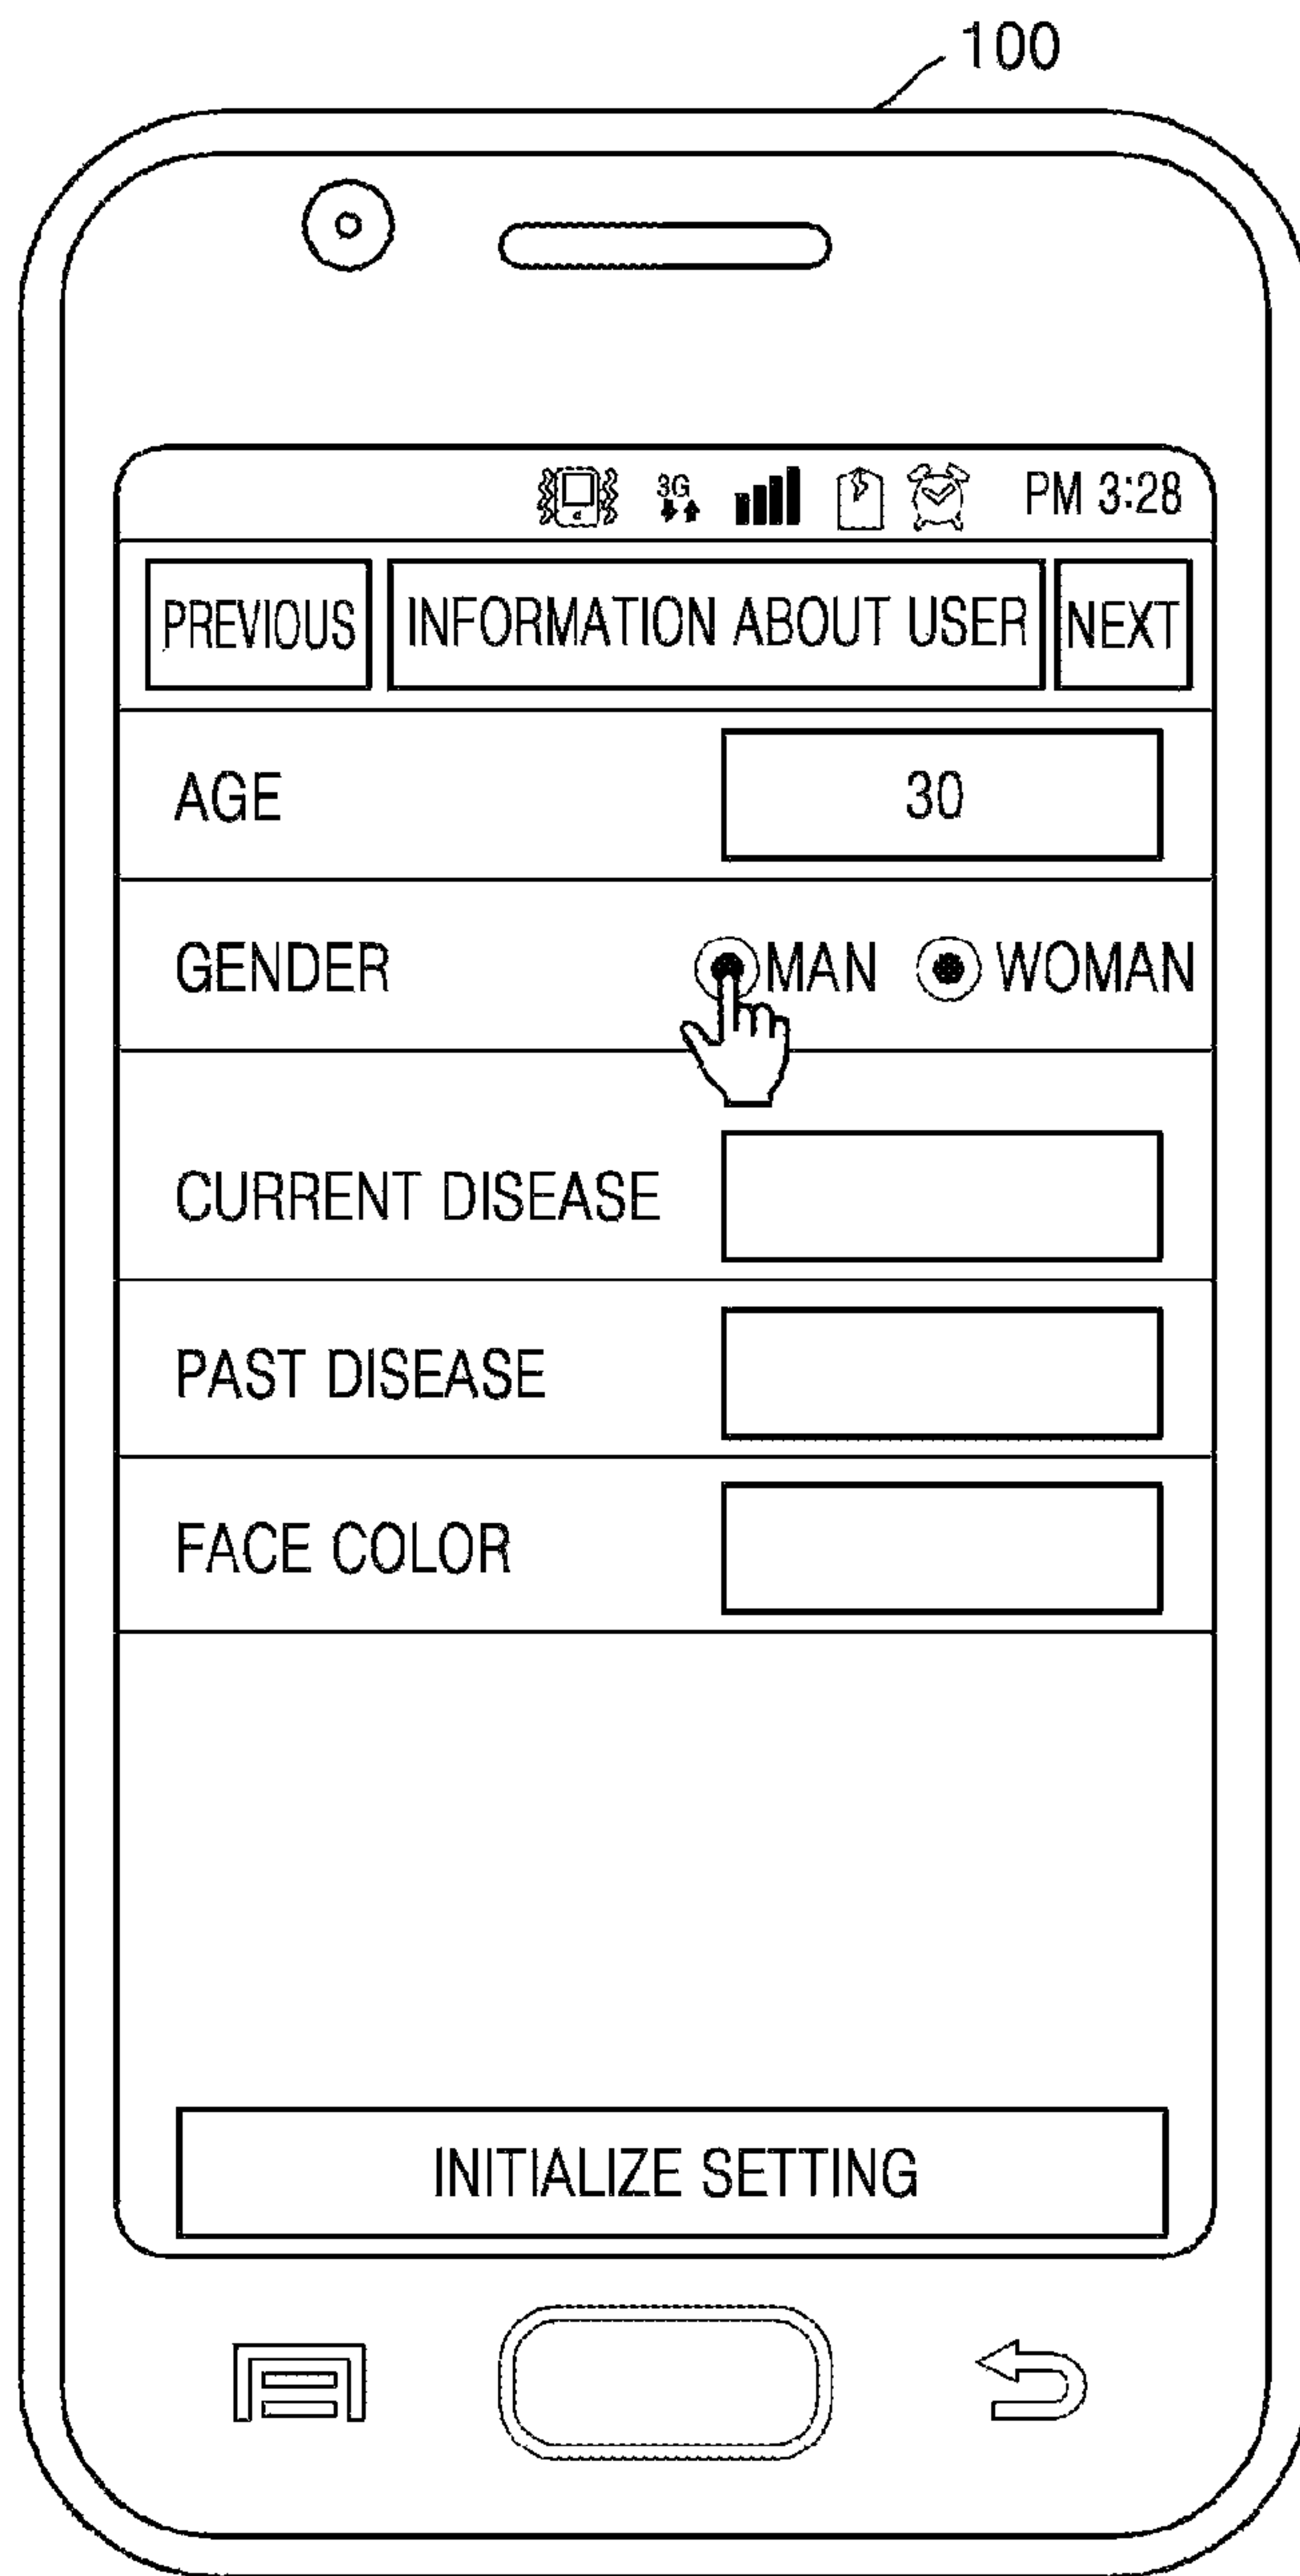 100
3G PM 3:28
PREVIOUS INFORMATION ABOUT USER NEXT
AGE 30
GENDER MAN WOMAN
CURRENT DISEASE
PAST DISEASE
FACE COLOR
INITIALIZE SETTING